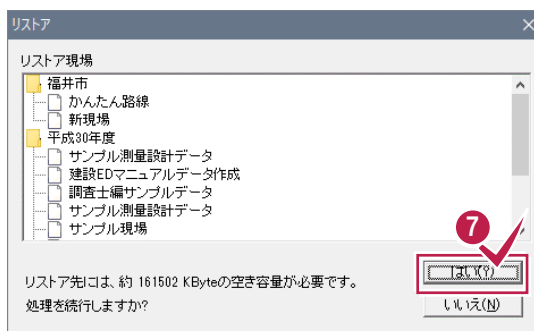 リストア
リストア現場
福井市
かんたん路線
新現場
平成30年度
サンプル測量設計データ
建設EDマニュアルデータ作成
調査士編サンプルデータ
サンプル測量設計データ
サンプル現場
7
リストア先には、約 161502 KByteの空き容量が必要です。
処理を続行しますか?
はい(Y)
いいえ(N)